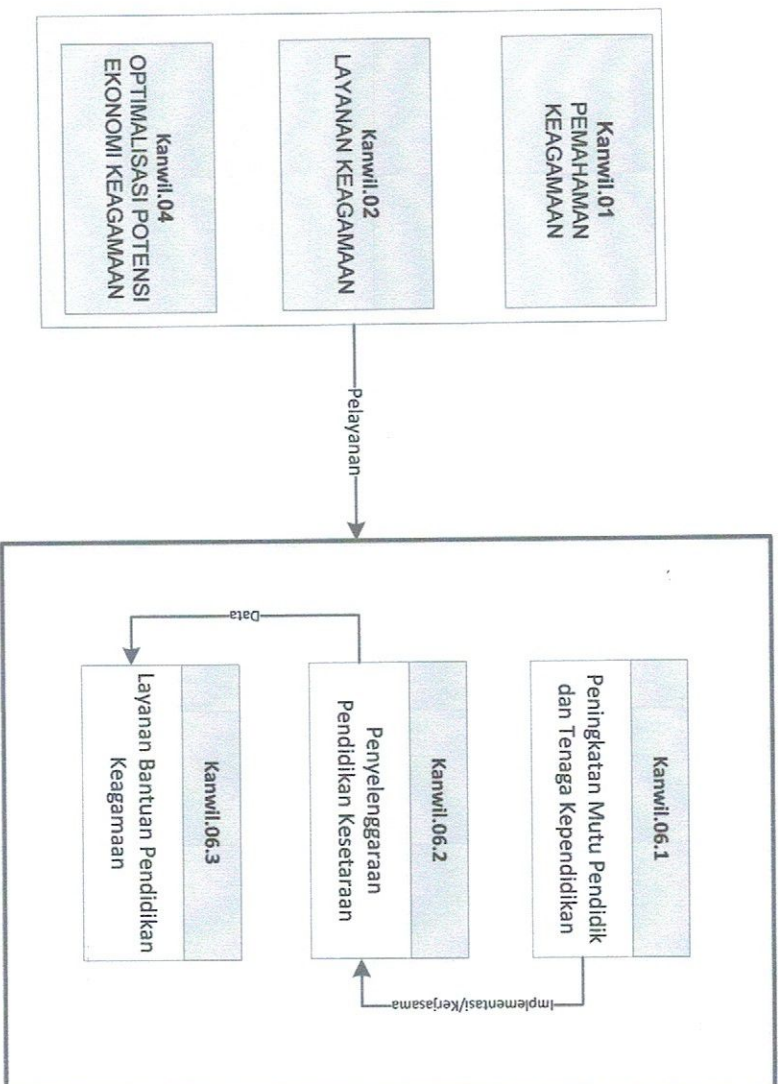 Kanwil.01
PEMAHAMAN
KEAGAMAAN
Kanwil.02
LAYANAN KEAGAMAAN
Kanwil.04
OPTIMALISASI POTENSI
EKONOMI KEAGAMAAN
Pelayanan
Kanwil.06.1
Peningkatan Mutu Pendidik
dan Tenaga Kependidikan
Implementasi/Kerjasama
Kanwil.06.2
Penyelenggaraan
Pendidikan Kesetaraan
Data
Kanwil.06.3
Layanan Bantuan Pendidikan
Keagamaan